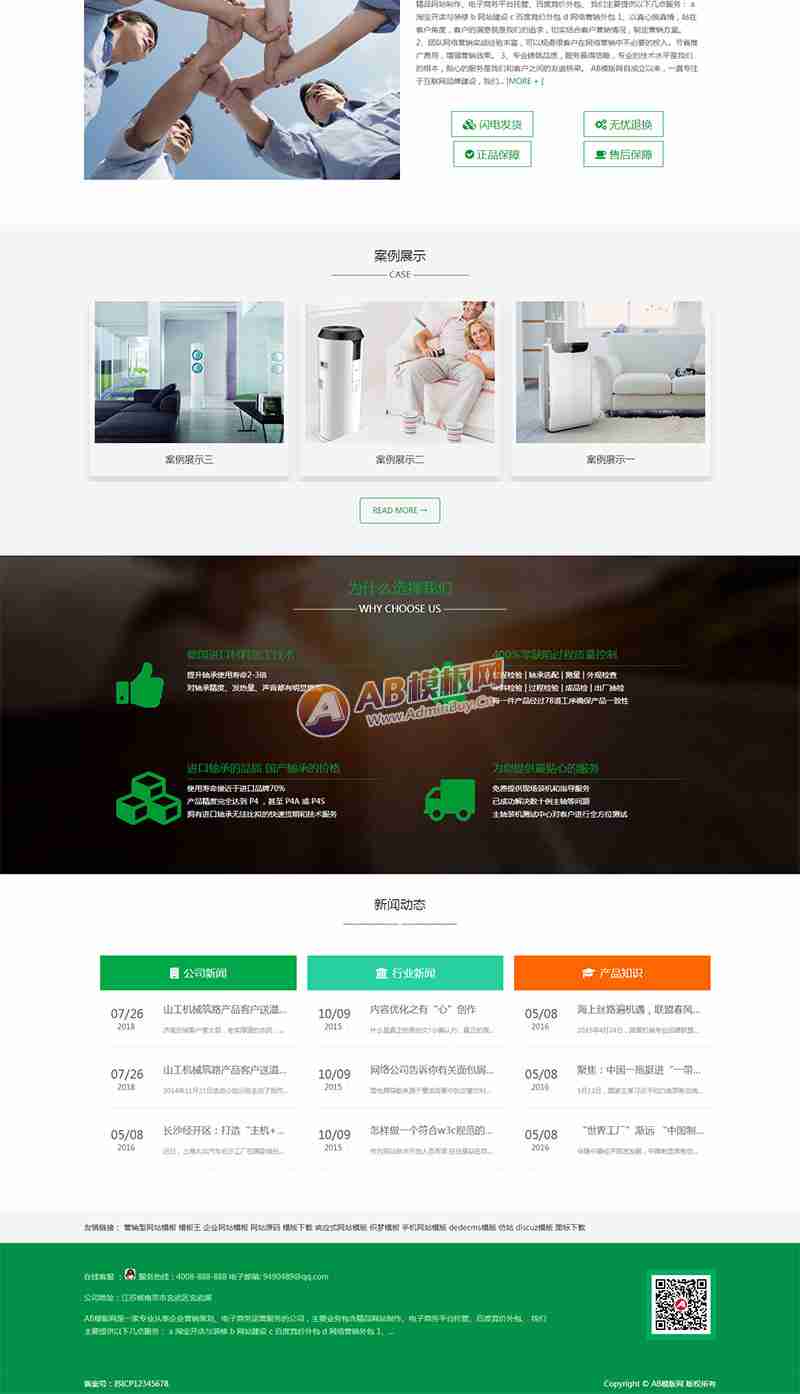 精品网站制作、电子商务平台托管、百度竞价外包。 我们主要提供以下几点服务： a
淘宝开店与装修 b 网站建设 c 百度竞价外包 d 网络营销外包 1、以真心换真情，站在
客户角度，客户的满意就是我们的追求，切实结合客户营销情况，制定营销方案。
2、团队网络营销实战经验丰富，可以规避很客户在网络营销中不必要的投入。节省推
广费用，增强营销效果。 3、专业铸就品质，服务赢得信赖，专业的技术水平是我们
的根本，贴心的服务是我们和客户之间的友谊桥梁。 AB模板网自成立以来，一直专注
于互联网品牌建设，我们... [MORE + ]
闪电发货
无忧退换
正品保障
售后保障
案例展示
CASE
案例展示三
案例展示二
案例展示一
READ MORE →
为什么选择我们
WHY CHOOSE US
德国进口材料加工技术
提升轴承使用寿命2-3倍
对轴承精度、发热量、声音都有明显
400%零缺陷过程质量控制
过程检验 | 轴承选配 | 测量 | 外观检查
检验 | 过程检验 | 成品检 | 出厂抽检
一件产品经过78道工序确保产品一致性
AB模板网
Www.AdminBuy.Cn
进口轴承的品质 国产轴承的价格
使用寿命接近于进口品牌70%
产品精度完全达到 P4 ，甚至 P4A 或 P4S
拥有进口轴承无法比拟的快速货期和技术服务
为您提供最贴心的服务
免费提供现场装机和指导服务
已成功解决数十例主轴等问题
主轴装机测试中心对客户进行全方位测试
新闻动态
公司新闻
行业新闻
产品知识
07/26
2018
山工机械筑路产品客户送温...
10/09
2015
内容优化之有“心”创作
05/08
2016
海上丝路遍机遇，联盟春风...
07/26
2018
山工机械筑路产品客户送温...
10/09
2015
网络公司告诉你有关面包屑...
05/08
2016
聚焦：中国一拖挺进“一带...
05/08
2016
长沙经开区：打造“主机+...
10/09
2015
怎样做一个符合w3c规范的...
05/08
2016
“世界工厂”渐远 “中国制...
友情链接： 营销型网站模板 模板王 企业网站模板 网站源码 模版下载 响应式网站模版 织梦模板 手机网站模版 dedecms模版 仿站 discuz模板 图标下载
在线客服 ： 服务热线：4008-888-888 电子邮箱: 9490489@qq.com
公司地址：江苏省南京市玄武区玄武湖
AB模板网是一家专业从事企业营销策划、电子商务运营服务的公司，主要业务包含精品网站制作、电子商务平台托管、百度竞价外包。 我们
主要提供以下几点服务： a 淘宝开店与装修 b 网站建设 c 百度竞价外包 d 网络营销外包 1、...
备案号：苏ICP12345678
Copyright © AB模板网 版权所有